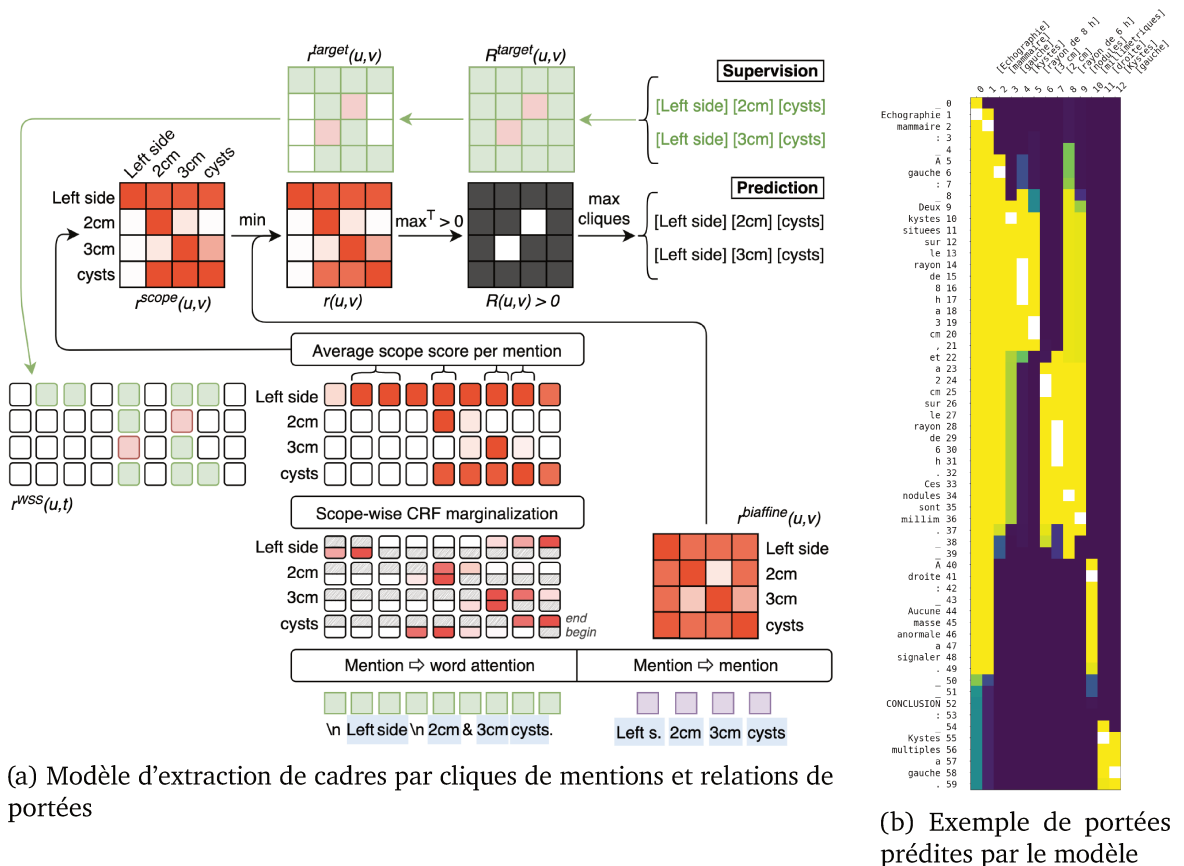 r^target(u,v)
R^target(u,v)
Supervision
[Left side] [2cm] [cysts]
[Left side] [3cm] [cysts]
Left side
2cm
3cm
cysts
Left side
2cm
3cm
cysts
min
max^T > 0
max
cliques
Prediction
[Left side] [2cm] [cysts]
[Left side] [3cm] [cysts]
r^scope(u,v)
r(u,v)
R(u,v) > 0
Average scope score per mention
Left side
2cm
3cm
cysts
r^WSS(u,t)
Scope-wise CRF marginalization
Left side
2cm
3cm
cysts
end
begin
r^biaffine(u,v)
Left side
2cm
3cm
cysts
Mention ⇨ word attention
Mention ⇨ mention
\n Left side \n 2cm & 3cm cysts.
Left s. 2cm 3cm cysts
(a) Modèle d'extraction de cadres par cliques de mentions et relations de
portées
[Echographie]
[mammaire]
[gauche]
[kystes]
[rayon de 8 h]
[3 cm]
[2 cm]
[rayon de 6 h]
[nodules]
[millimetriques]
[droite]
[Kystes]
[gauche]
0 1 2 3 4 5 6 7 8 9 10 11 12
_ 0
Echographie 1
mammaire 2
: 3
_ 4
A 5
gauche 6
: 7
_ 8
Deux 9
kystes 10
situees 11
sur 12
le 13
rayon 14
de 15
8 16
h 17
a 18
3 19
cm 20
, 21
et 22
a 23
2 24
cm 25
sur 26
le 27
rayon 28
de 29
6 30
h 31
. 32
Ces 33
nodules 34
sont 35
millim 36
. 37
_ 38
_ 39
A 40
droite 41
: 42
_ 43
Aucune 44
masse 45
anormale 46
a 47
signaler 48
. 49
_ 50
_ 51
CONCLUSION 52
: 53
_ 54
Kystes 55
multiples 56
a 57
gauche 58
. 59
(b) Exemple de portées
prédites par le modèle